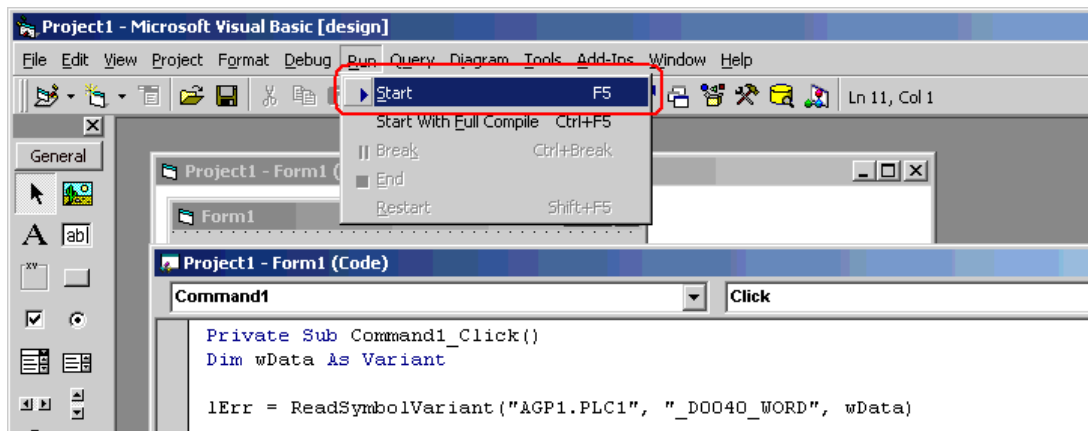 Project1 - Microsoft Visual Basic [design]
File Edit View Project Format Debug Run Query Diagram Tools Add-Ins Window Help
Ln 11, Col 1
Start F5
Start With Full Compile Ctrl+F5
Break Ctrl+Break
End
Restart Shift+F5
General
A ab
xy
Project1 - Form1 (
Form1
Project1 - Form1 (Code)
Command1 Click
Private Sub Command1_Click()
Dim wData As Variant
lErr = ReadSymbolVariant("AGP1.PLC1", "_D0040_WORD", wData)